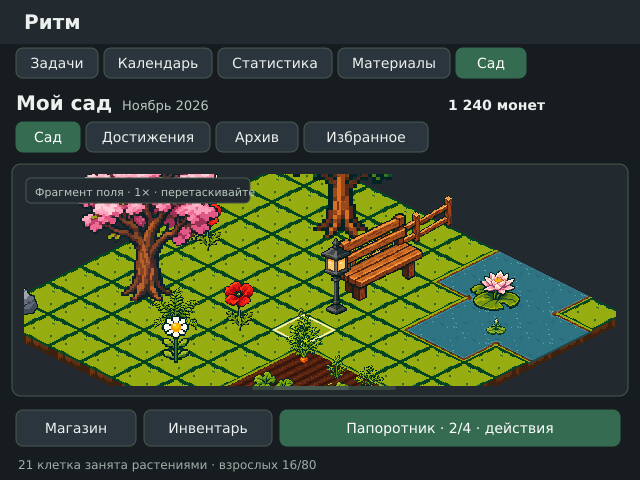 Ритм
Задачи Календарь Статистика Материалы Сад
Мой сад Ноябрь 2026 1 240 монет
Сад Достижения Архив Избранное
Фрагмент поля · 1× · перетаскивайте
Магазин Инвентарь Папоротник · 2/4 · действия
21 клетка занята растениями · взрослых 16/80